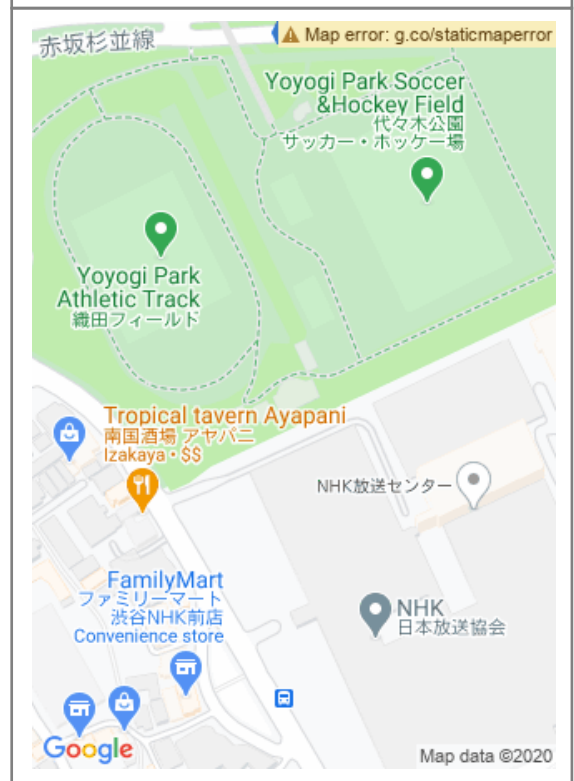 赤坂杉並線
Map error: g.co/staticmaperror
Yoyogi Park Soccer
&Hockey Field
代々木公園
サッカー・ホッケー場
Yoyogi Park
Athletic Track
織田フィールド
Tropical tavern Ayapani
南国酒場 アヤパニ
Izakaya • $$
NHK放送センター
FamilyMart
ファミリーマート
渋谷NHK前店
Convenience store
NHK
日本放送協会
Google
Map data ©2020